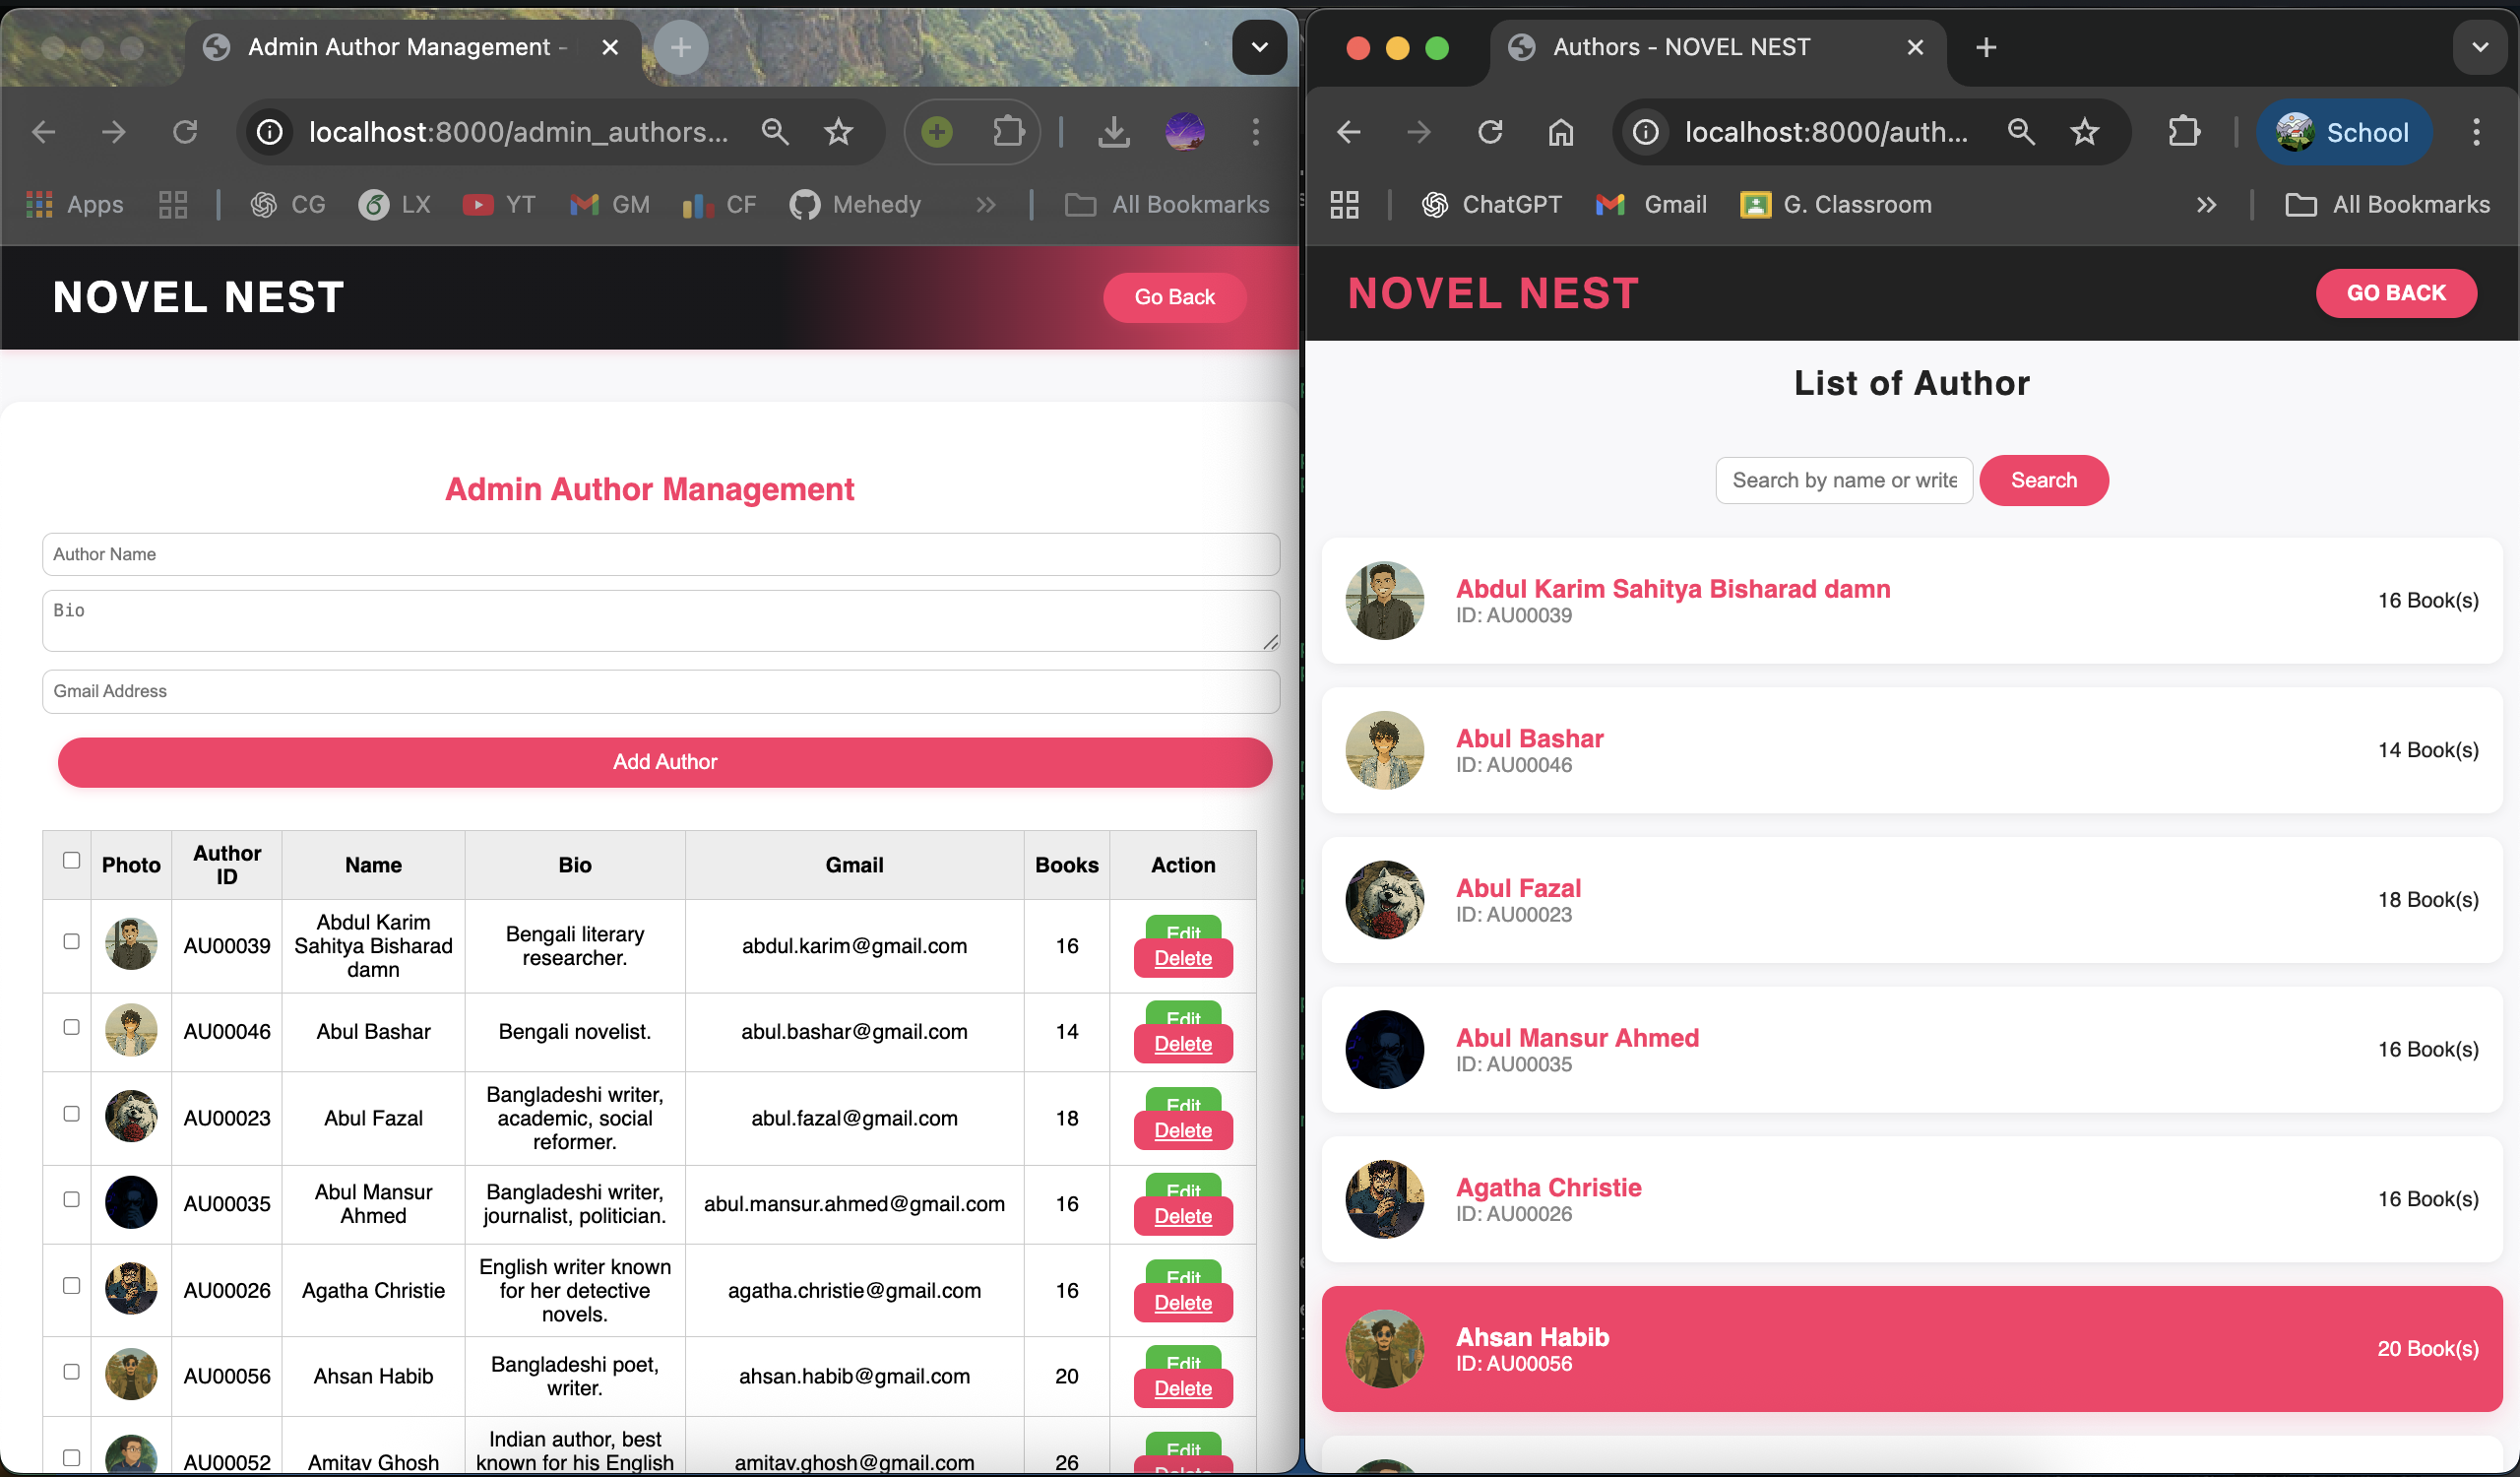 Admin Author Management -
localhost:8000/admin_authors...
Apps CG LX YT GM CF Mehedy » All Bookmarks
NOVEL NEST Go Back
Admin Author Management
Author Name
Bio
Gmail Address
Add Author
Photo Author ID Name Bio Gmail Books Action
AU00039 Abdul Karim Sahitya Bisharad damn Bengali literary researcher. abdul.karim@gmail.com 16 Edit Delete
AU00046 Abul Bashar Bengali novelist. abul.bashar@gmail.com 14 Edit Delete
AU00023 Abul Fazal Bangladeshi writer, academic, social reformer. abul.fazal@gmail.com 18 Edit Delete
AU00035 Abul Mansur Ahmed Bangladeshi writer, journalist, politician. abul.mansur.ahmed@gmail.com 16 Edit Delete
AU00026 Agatha Christie English writer known for her detective novels. agatha.christie@gmail.com 16 Edit Delete
AU00056 Ahsan Habib Bangladeshi poet, writer. ahsan.habib@gmail.com 20 Edit Delete
AU00052 Amitav Ghosh Indian author, best known for his English amitav.ghosh@gmail.com 26 Edit Delete
Authors - NOVEL NEST
localhost:8000/auth... School
ChatGPT Gmail G. Classroom » All Bookmarks
NOVEL NEST GO BACK
List of Author
Search by name or write Search
Abdul Karim Sahitya Bisharad damn
ID: AU00039
16 Book(s)
Abul Bashar
ID: AU00046
14 Book(s)
Abul Fazal
ID: AU00023
18 Book(s)
Abul Mansur Ahmed
ID: AU00035
16 Book(s)
Agatha Christie
ID: AU00026
16 Book(s)
Ahsan Habib
ID: AU00056
20 Book(s)